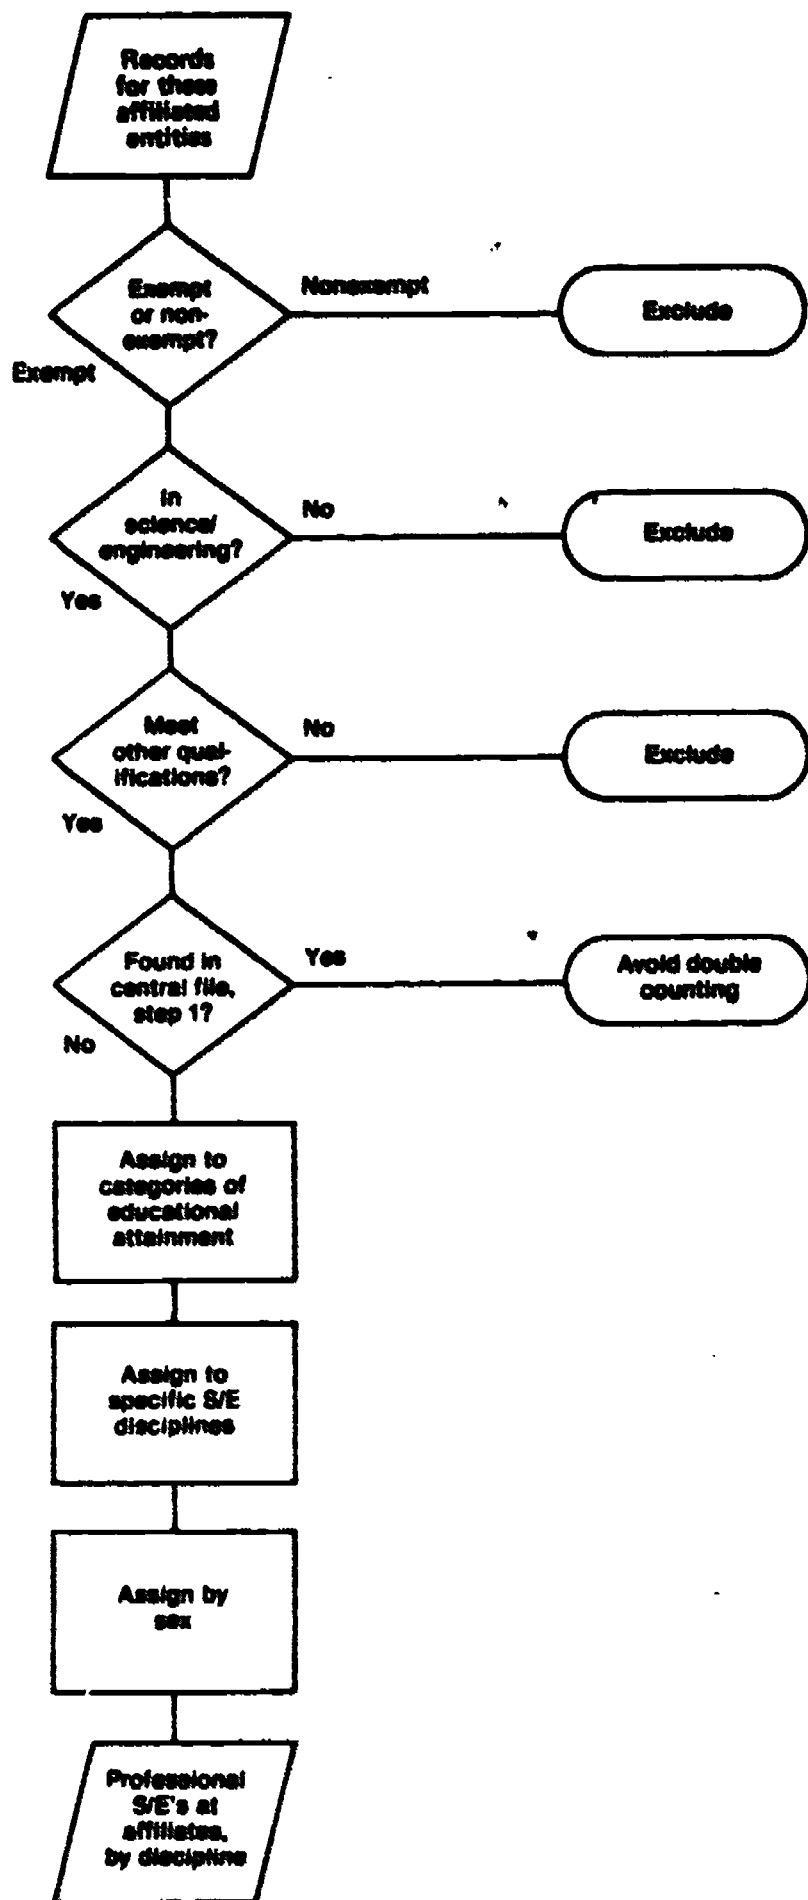 Records
for these
affiliated
entities
Exempt
or non-
exempt?
Nonexempt
Exclude
Exempt
In
science/
engineering?
No
Exclude
Yes
Meet
other qual-
ifications?
No
Exclude
Yes
Found in
central file,
step 1?
Yes
Avoid double
counting
No
Assign to
categories of
educational
attainment
Assign to
specific S/E
disciplines
Assign by
sex
Professional
S/E's at
affiliates,
by discipline